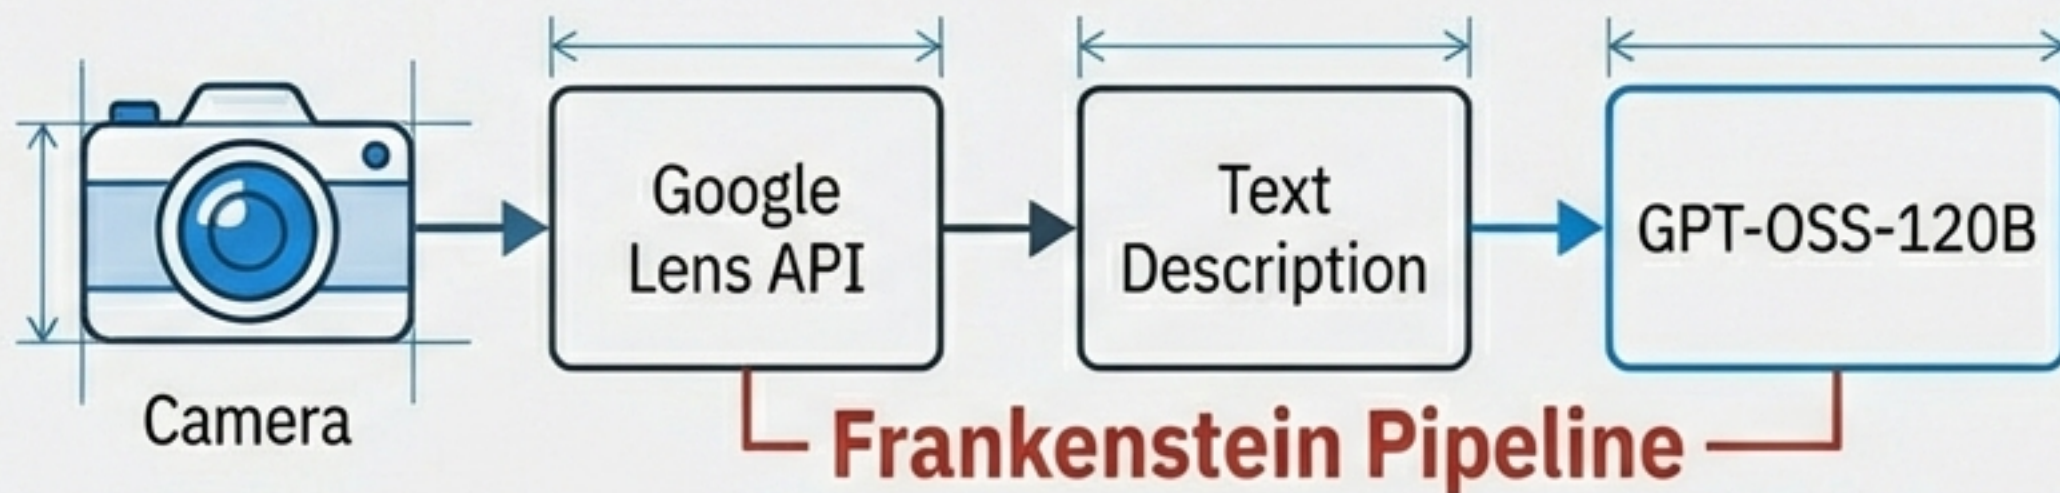 Google
Lens API
Text
Description
GPT-OSS-120B
Camera
Frankenstein Pipeline